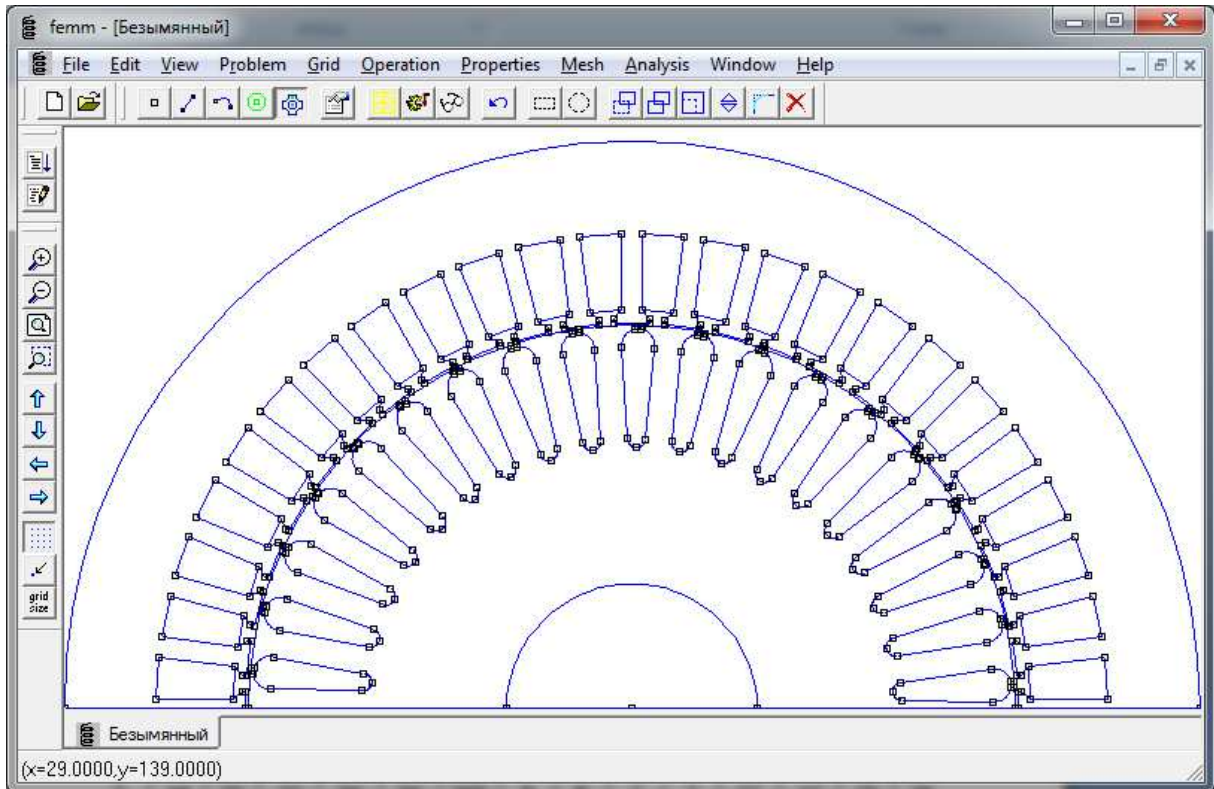 femm - [Безымянный]
File Edit View Problem Grid Operation Properties Mesh Analysis Window Help
grid
size
Безымянный
(x=29.0000,y=139.0000)